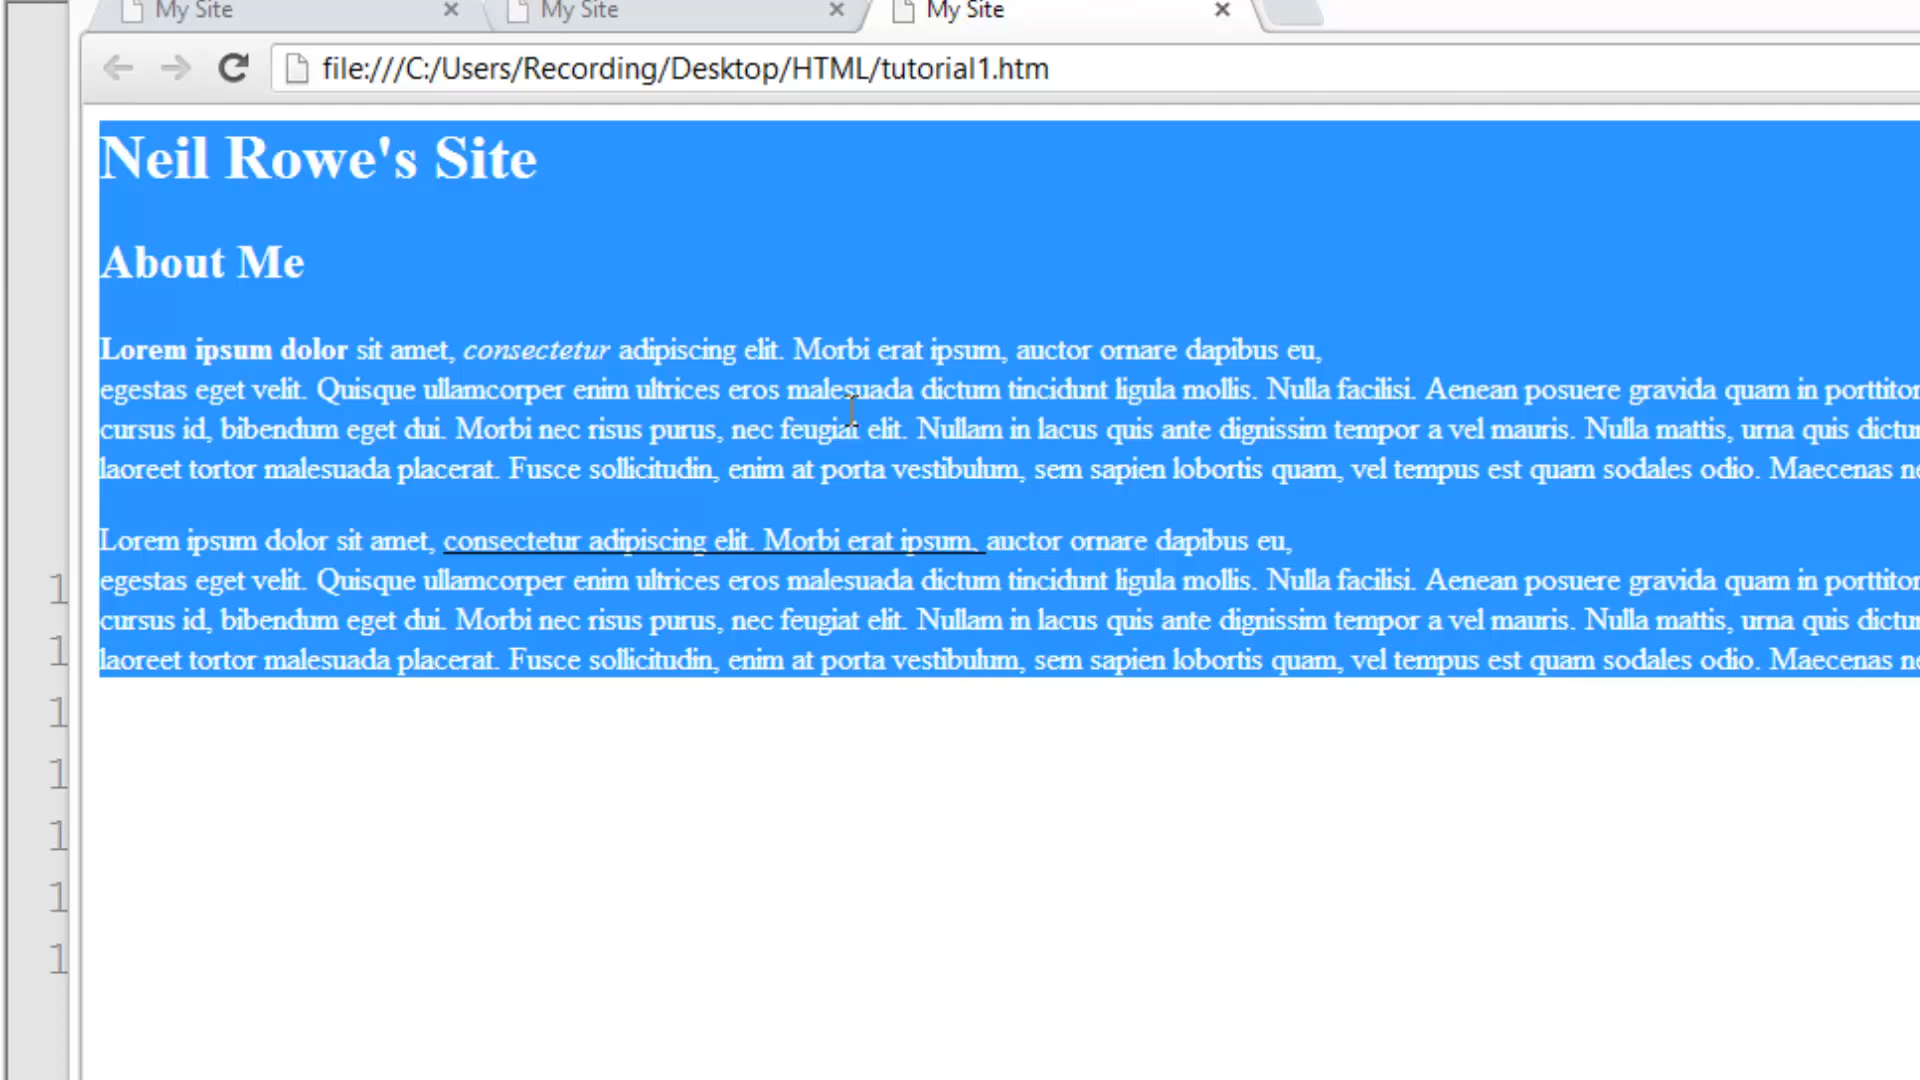 My Site
My Site
My Site
file:///C:/Users/Recording/Desktop/HTML/tutorial1.htm
Neil Rowe's Site
About Me
Lorem ipsum dolor sit amet, consectetur adipiscing elit. Morbi erat ipsum, auctor ornare dapibus eu,
egestas eget velit. Quisque ullamcorper enim ultrices eros malesuada dictum tincidunt ligula mollis. Nulla facilisi. Aenean posuere gravida quam in
cursus id, bibendum eget dui. Morbi nec risus purus, nec feugiat elit. Nullam in lacus quis ante dignissim tempor a vel mauris. Nulla mattis, urna quis
laoreet tortor malesuada placerat. Fusce sollicitudin, enim at porta vestibulum, sem sapien lobortis quam, vel tempus est quam sodales odio. Maecenas
Lorem ipsum dolor sit amet, consectetur adipiscing elit. Morbi erat ipsum, auctor ornare dapibus eu,
egestas eget velit. Quisque ullamcorper enim ultrices eros malesuada dictum tincidunt ligula mollis. Nulla facilisi. Aenean posuere gravida quam in
1
cursus id, bibendum eget dui. Morbi nec risus purus, nec feugiat elit. Nullam in lacus quis ante dignissim tempor a vel mauris. Nulla mattis, urna quis
1
laoreet tortor malesuada placerat. Fusce sollicitudin, enim at porta vestibulum, sem sapien lobortis quam, vel tempus est quam sodales odio. Maecenas
1
1
1
1
1